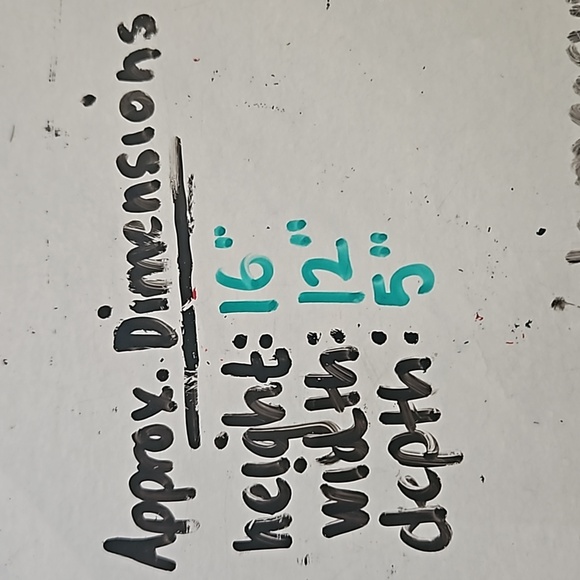 Approx. Dimensions
height: 16"
width: 12"
depth: 5"